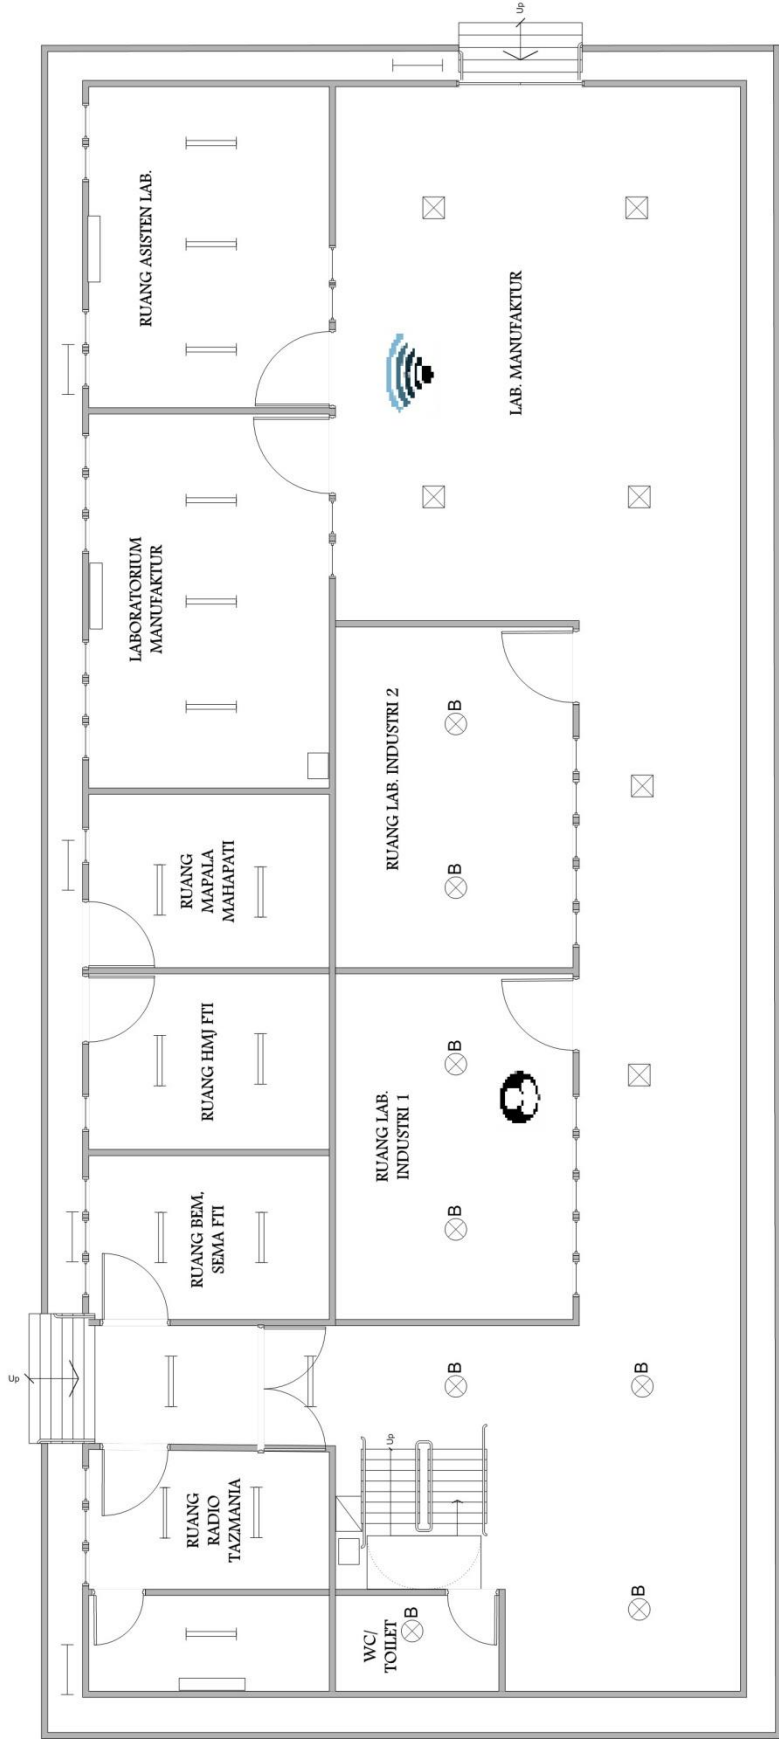 Up
RUANG ASISTEN LAB.
LAB. MANUFAKTUR
LABORATORIUM
MANUFAKTUR
RUANG LAB. INDUSTRI 2
B
B
RUANG
MAPALA
MAHAPATI
RUANG HMJ FTI
RUANG LAB.
INDUSTRI 1
B
B
RUANG BEM,
SEMA FTI
Up
B
B
Up
RUANG
RADIO
TAZMANIA
WC/
TOILET
B
B